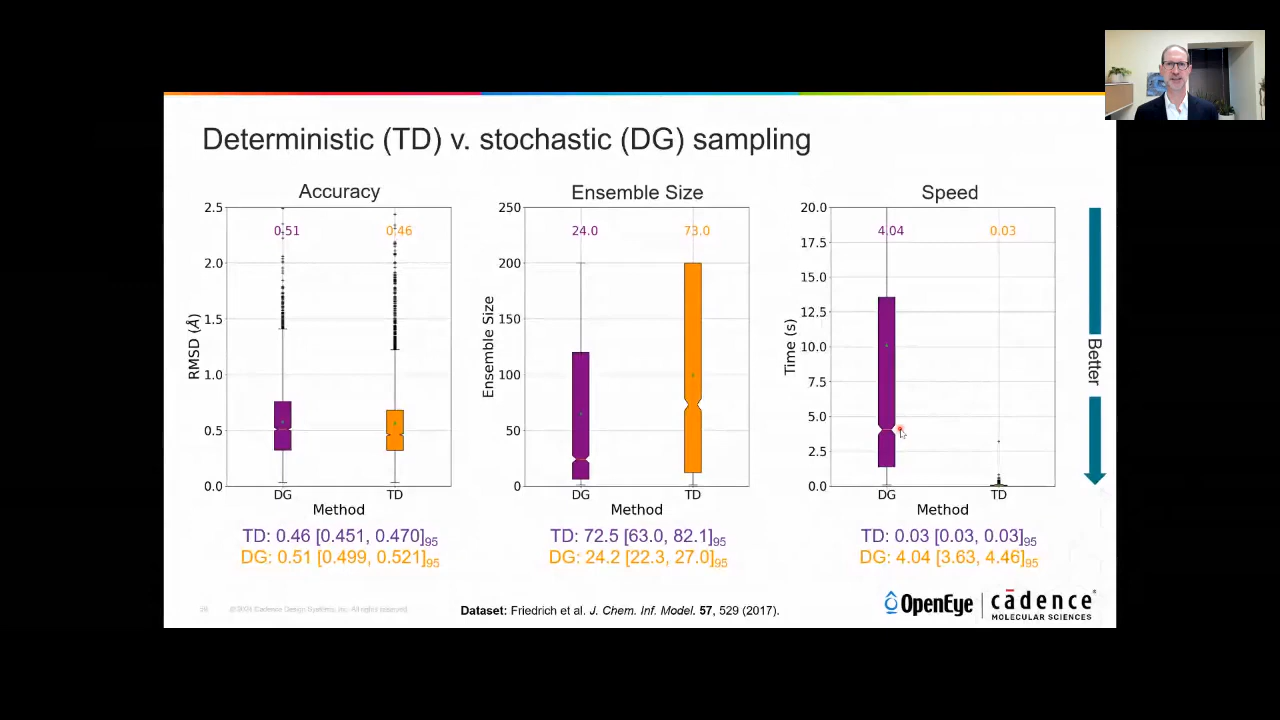 Deterministic (TD) v. stochastic (DG) sampling
Accuracy
2.5
2.0
1.5
1.0
0.5
0.0
RMSD (Å)
0.51
0.46
DG
TD
Method
TD: 0.46 [0.451, 0.470]95
DG: 0.51 [0.499, 0.521]95
Ensemble Size
250
200
150
100
50
0
Ensemble Size
24.0
73.0
DG
TD
Method
TD: 72.5 [63.0, 82.1]95
DG: 24.2 [22.3, 27.0]95
Speed
20.0
17.5
15.0
12.5
10.0
7.5
5.0
2.5
0.0
Time (s)
4.04
0.03
DG
TD
Method
TD: 0.03 [0.03, 0.03]95
DG: 4.04 [3.63, 4.46]95
Better
Cadence Design Systems, Inc. All rights reserved.
Dataset: Friedrich et al. J. Chem. Inf. Model. 57, 529 (2017).
OpenEye
cādence
MOLECULAR SCIENCES